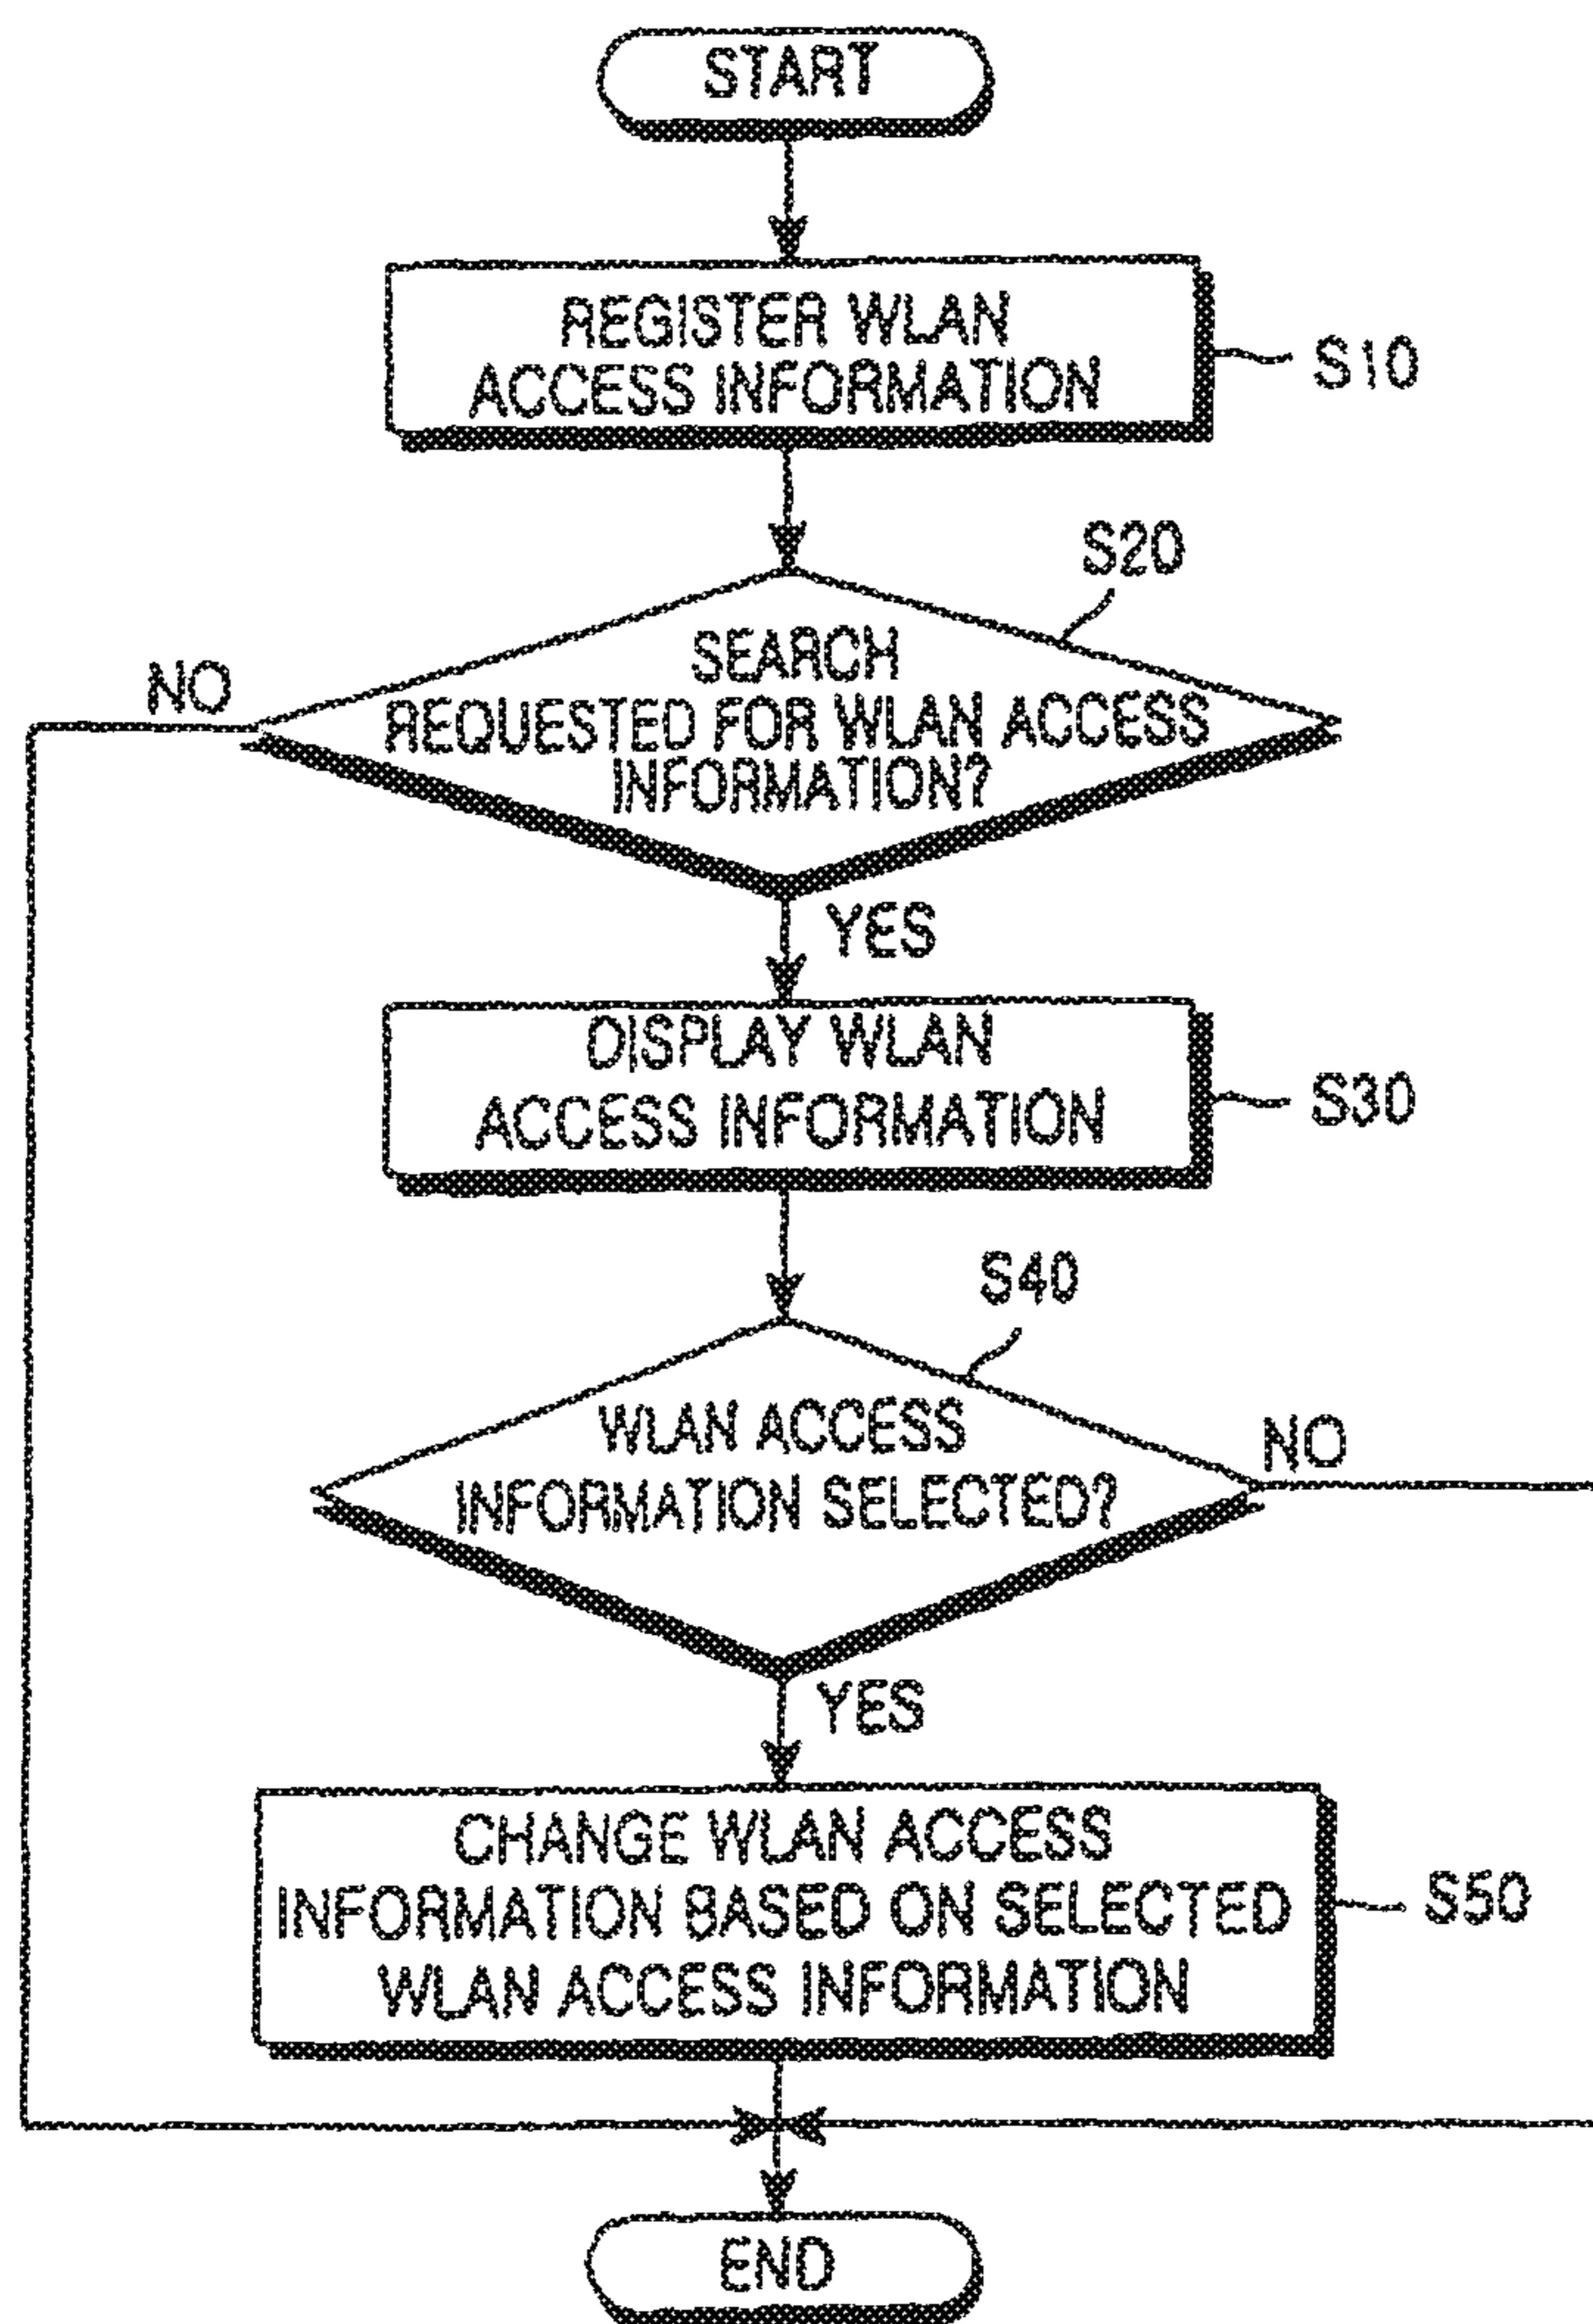 START
REGISTER WLAN
ACCESS INFORMATION
S10
S20
SEARCH
REQUESTED FOR WLAN ACCESS
INFORMATION?
NO
YES
DISPLAY WLAN
ACCESS INFORMATION
S30
S40
WLAN ACCESS
INFORMATION SELECTED?
NO
YES
CHANGE WLAN ACCESS
INFORMATION BASED ON SELECTED
WLAN ACCESS INFORMATION
S50
END